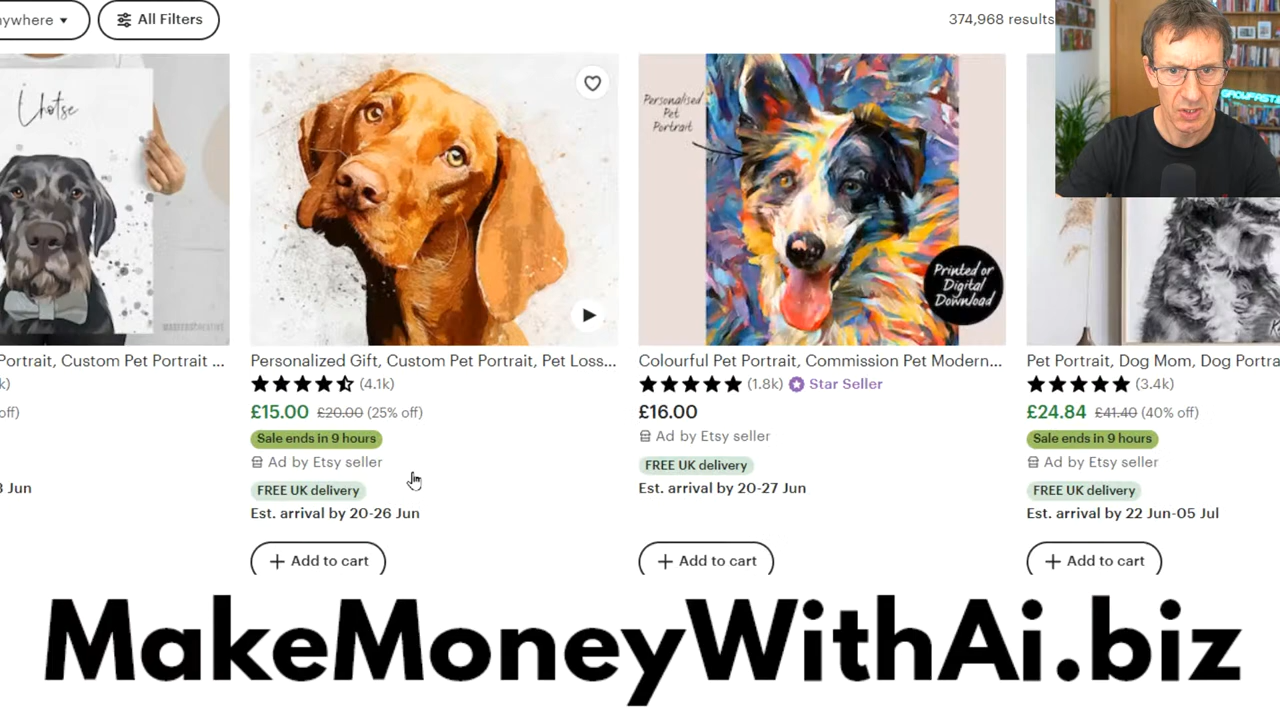 nywhere
All Filters
374,968 results
Lhotse
Personalised
Pet
Portrait
Printed or
Digital
Download
GROWFAST
Portrait, Custom Pet Portrait ...
k)
off)
3 Jun
Personalized Gift, Custom Pet Portrait, Pet Loss...
(4.1k)
£15.00 £20.00 (25% off)
Sale ends in 9 hours
Ad by Etsy seller
FREE UK delivery
Est. arrival by 20-26 Jun
+ Add to cart
Colourful Pet Portrait, Commission Pet Modern...
(1.8k) Star Seller
£16.00
Ad by Etsy seller
FREE UK delivery
Est. arrival by 20-27 Jun
+ Add to cart
Pet Portrait, Dog Mom, Dog Portra
(3.4k)
£24.84 £41.40 (40% off)
Sale ends in 9 hours
Ad by Etsy seller
FREE UK delivery
Est. arrival by 22 Jun-05 Jul
+ Add to cart
MakeMoneyWithAi.biz